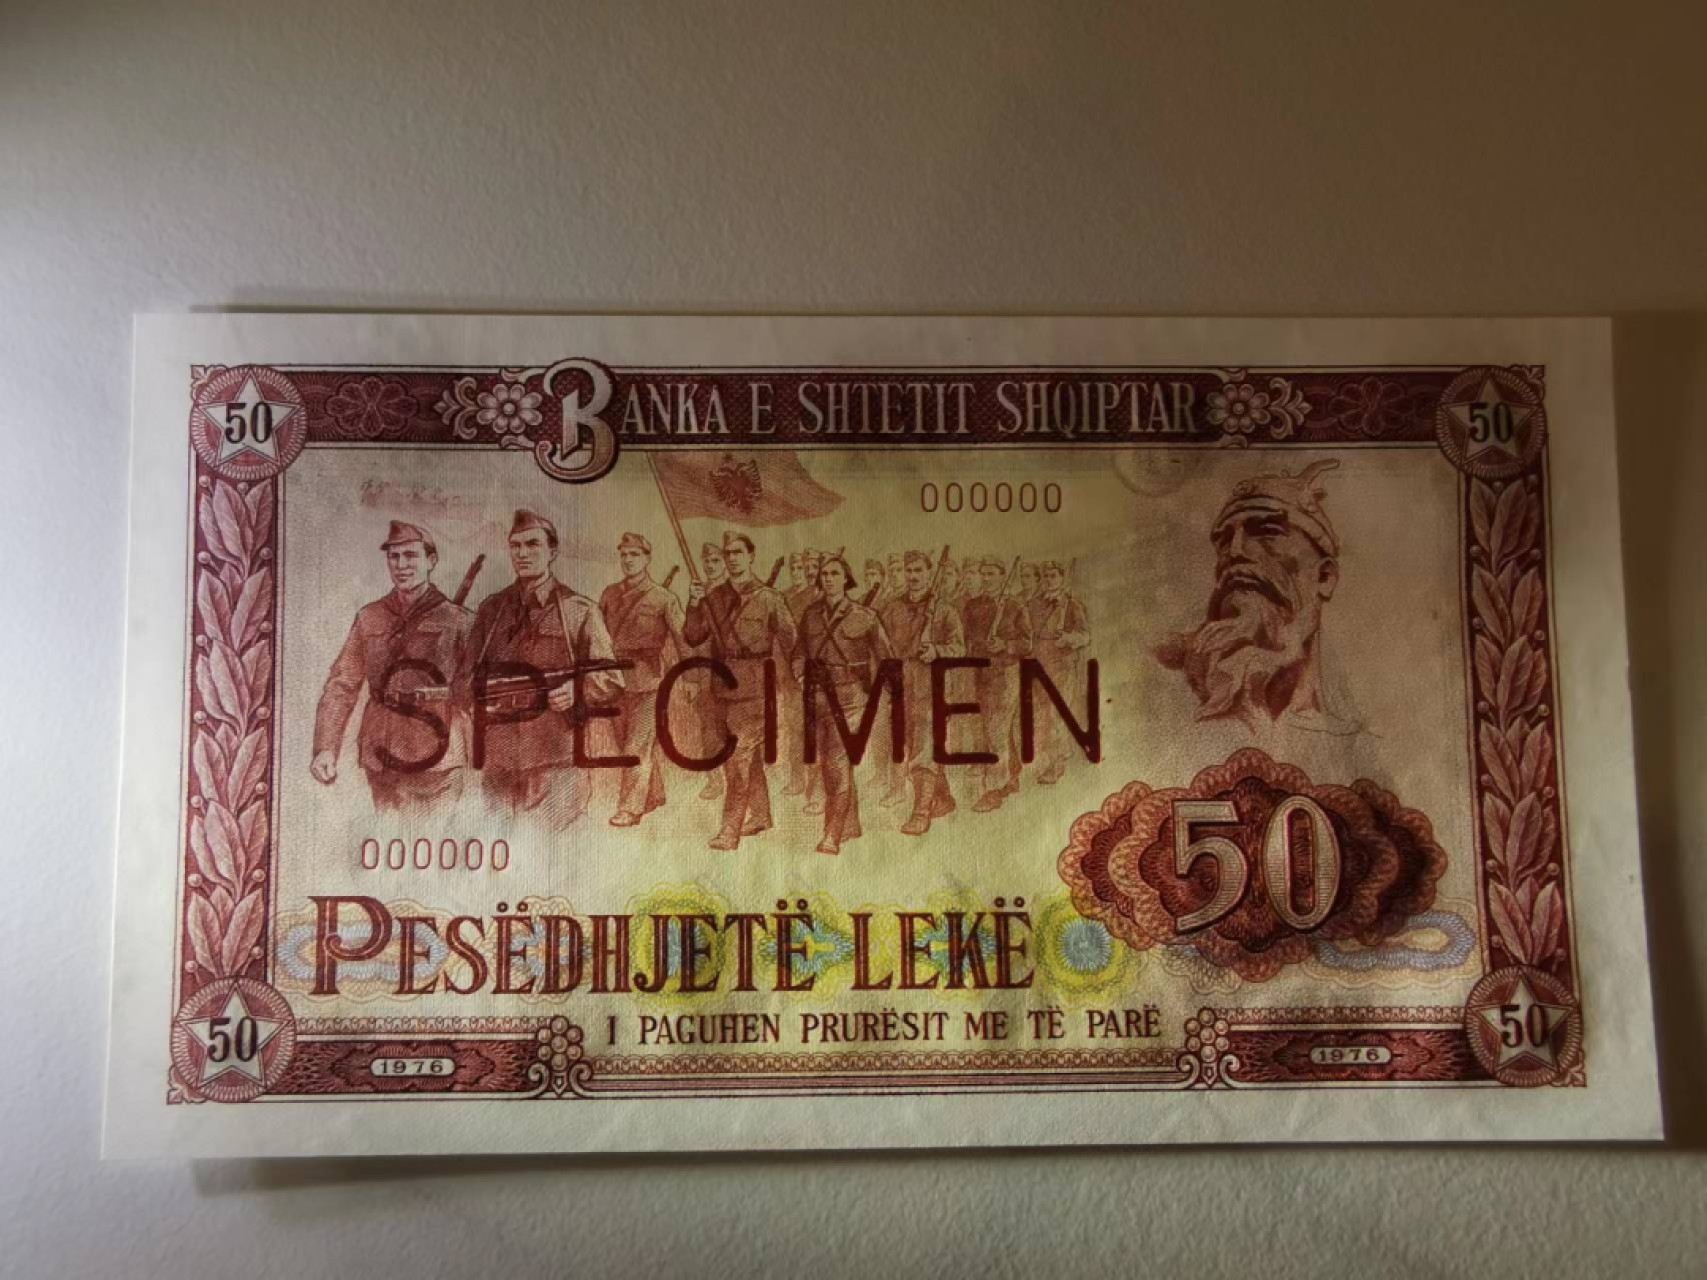 50
BANKA E SHTETIT SHQIPTAR
50
000000
SPECIMEN
50
000000
PESËDHJETË LEKË
I PAGUHEN PRURËSIT ME TË PARË
50
1976
1976
50